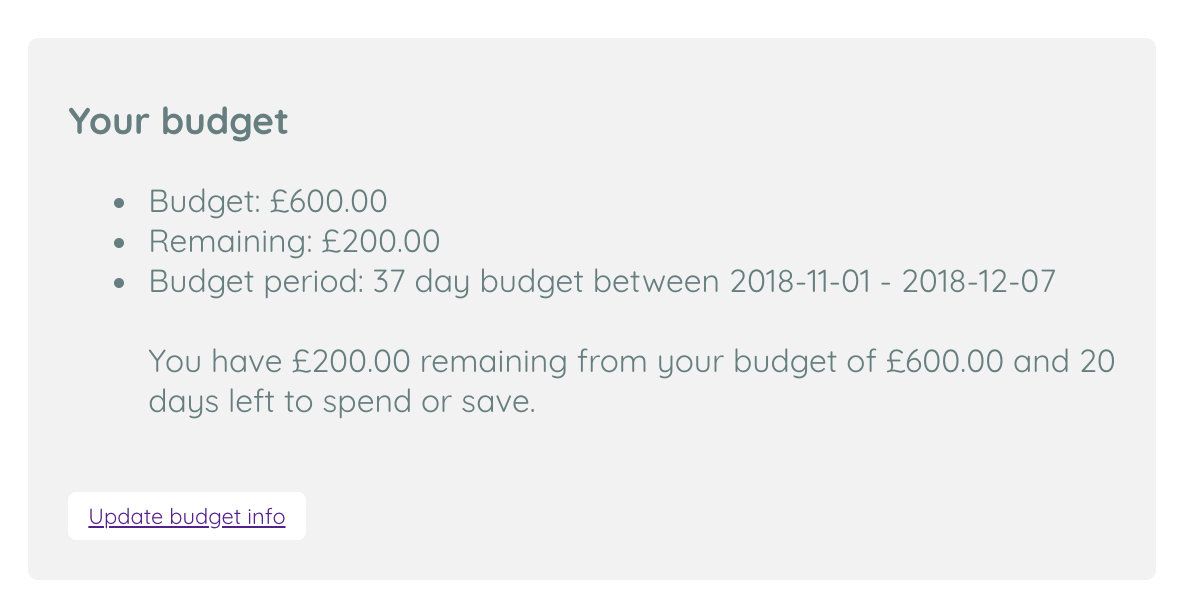 Your budget
Budget: £600.00
Remaining: £200.00
Budget period: 37 day budget between 2018-11-01 - 2018-12-07
You have £200.00 remaining from your budget of £600.00 and 20
days left to spend or save.
Update budget info